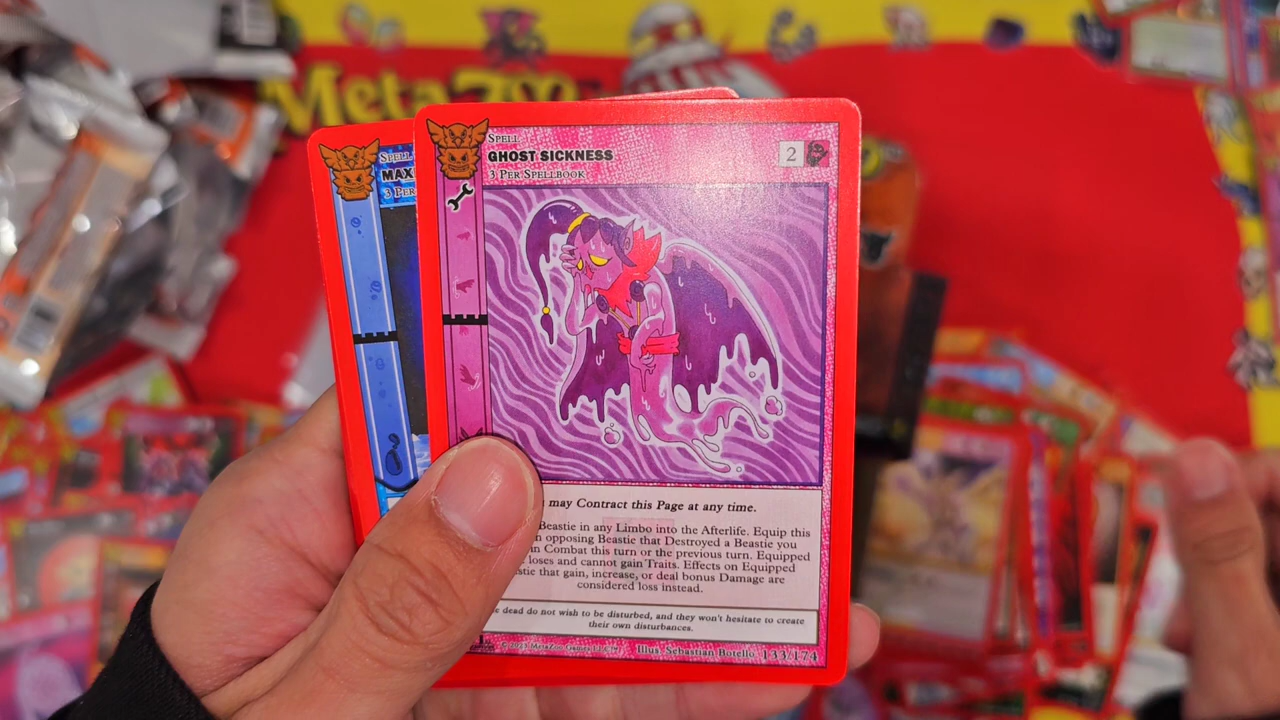 MetaZoo
SPELL
MAX
3 PER
SPELL
GHOST SICKNESS
3 PER SPELLBOOK
2
may Contract this Page at any time.
Beastie in any Limbo into the Afterlife. Equip this
opposing Beastie that Destroyed a Beastie you
in Combat this turn or the previous turn. Equipped
loses and cannot gain Traits. Effects on Equipped
stie that gain, increase, or deal bonus Damage are
considered loss instead.
dead do not wish to be disturbed, and they won't hesitate to create
their own disturbances.
Illus. Sebastian Botello 133/174